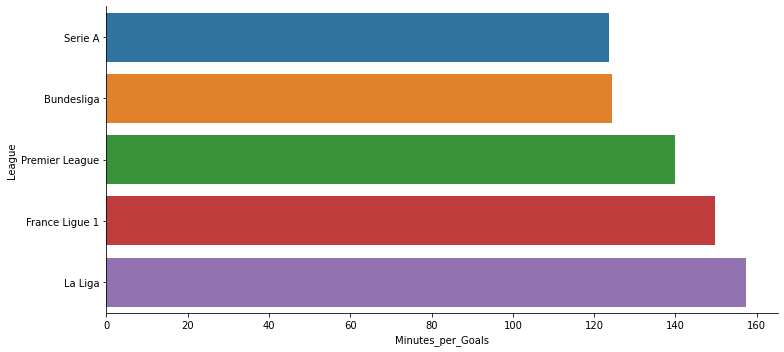 League
Serie A
Bundesliga
Premier League
France Ligue 1
La Liga
0 20 40 60 80 100 120 140 160
Minutes_per_Goals